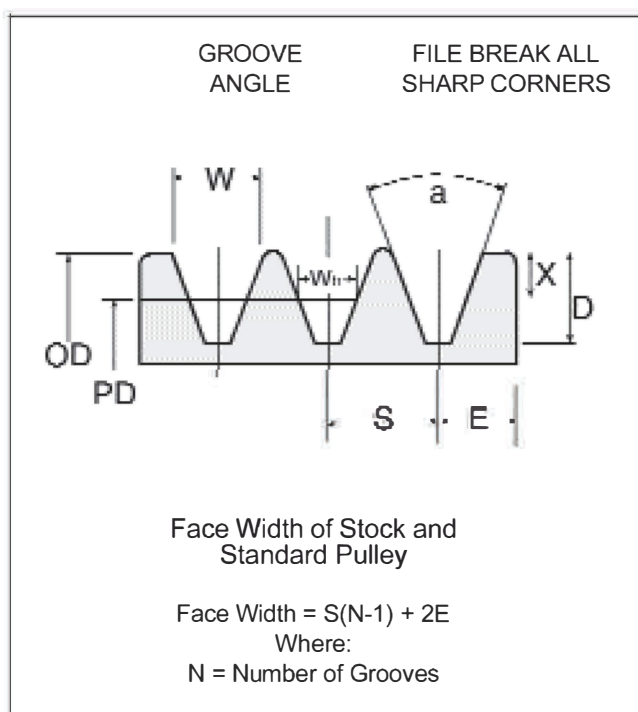 GROOVE
ANGLE
FILE BREAK ALL
SHARP CORNERS
W
a
X
D
OD
PD
S
E
Face Width of Stock and
Standard Pulley
Face Width = S(N-1) + 2E
Where:
N = Number of Grooves